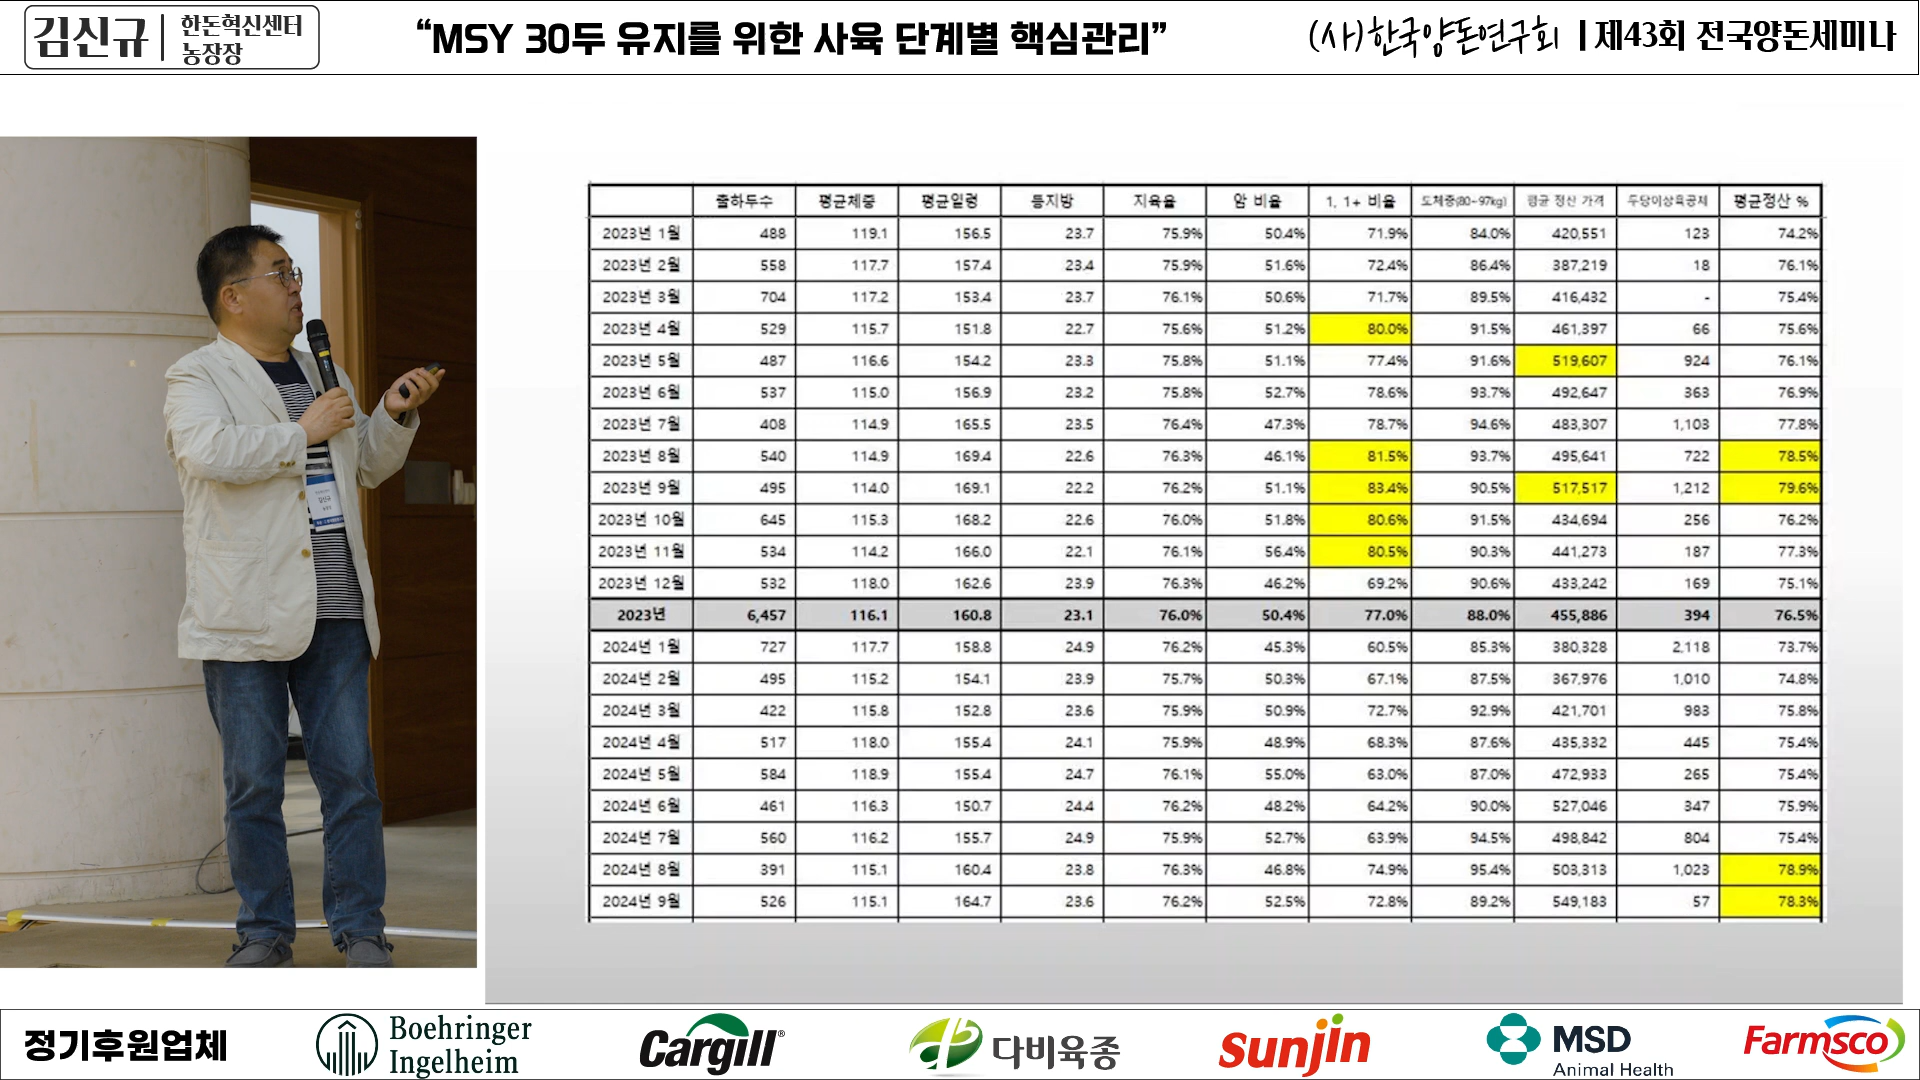 김신규 | 한돈혁신센터 농장장
“MSY 30두 유지를 위한 사육 단계별 핵심관리”
(사)한국양돈연구회 | 제43회 전국양돈세미나
출하두수 평균체중 평균일령 등지방 지육율 암 비율 1, 1+ 비율 도체중(80~97kg) 평균 정산 가격 두당이상육공제 평균정산 %
2023년 1월 488 119.1 156.5 23.7 75.9% 50.4% 71.9% 84.0% 420,551 123 74.2%
2023년 2월 558 117.7 157.4 23.4 75.9% 51.6% 72.4% 86.4% 387,219 18 76.1%
2023년 3월 704 117.2 153.4 23.7 76.1% 50.6% 71.7% 89.5% 416,432 - 75.4%
2023년 4월 529 115.7 151.8 22.7 75.6% 51.2% 80.0% 91.5% 461,397 66 75.6%
2023년 5월 487 116.6 154.2 23.3 75.8% 51.1% 77.4% 91.6% 519,607 924 76.1%
2023년 6월 537 115.0 156.9 23.2 75.8% 52.7% 78.6% 93.7% 492,647 363 76.9%
2023년 7월 408 114.9 165.5 23.5 76.4% 47.3% 78.7% 94.6% 483,307 1,103 77.8%
2023년 8월 540 114.9 169.4 22.6 76.3% 46.1% 81.5% 93.7% 495,641 722 78.5%
2023년 9월 495 114.0 169.1 22.2 76.2% 51.1% 83.4% 90.5% 517,517 1,212 79.6%
2023년 10월 645 115.3 168.2 22.6 76.0% 51.8% 80.6% 91.5% 434,694 256 76.2%
2023년 11월 534 114.2 166.0 22.1 76.1% 56.4% 80.5% 90.3% 441,273 187 77.3%
2023년 12월 532 118.0 162.6 23.9 76.3% 46.2% 69.2% 90.6% 433,242 169 75.1%
2023년 6,457 116.1 160.8 23.1 76.0% 50.4% 77.0% 88.0% 455,886 394 76.5%
2024년 1월 727 117.7 158.8 24.9 76.2% 45.3% 60.5% 85.3% 380,328 2,118 73.7%
2024년 2월 495 115.2 154.1 23.9 75.7% 50.3% 67.1% 87.5% 367,976 1,010 74.8%
2024년 3월 422 115.8 152.8 23.6 75.9% 50.9% 72.7% 92.9% 421,701 983 75.8%
2024년 4월 517 118.0 155.4 24.1 75.9% 48.9% 68.3% 87.6% 435,332 445 75.4%
2024년 5월 584 118.9 155.4 24.7 76.1% 55.0% 63.0% 87.0% 472,933 265 75.4%
2024년 6월 461 116.3 150.7 24.4 76.2% 48.2% 64.2% 90.0% 527,046 347 75.9%
2024년 7월 560 116.2 155.7 24.9 75.9% 52.7% 63.9% 94.5% 498,842 804 75.4%
2024년 8월 391 115.1 160.4 23.8 76.3% 46.8% 74.9% 95.4% 503,313 1,023 78.9%
2024년 9월 526 115.1 164.7 23.6 76.2% 52.5% 72.8% 89.2% 549,183 57 78.3%
김신규
정기후원업체
Boehringer
Ingelheim
Cargill®
다비육종
sunjin
MSD
Animal Health
Farmsco